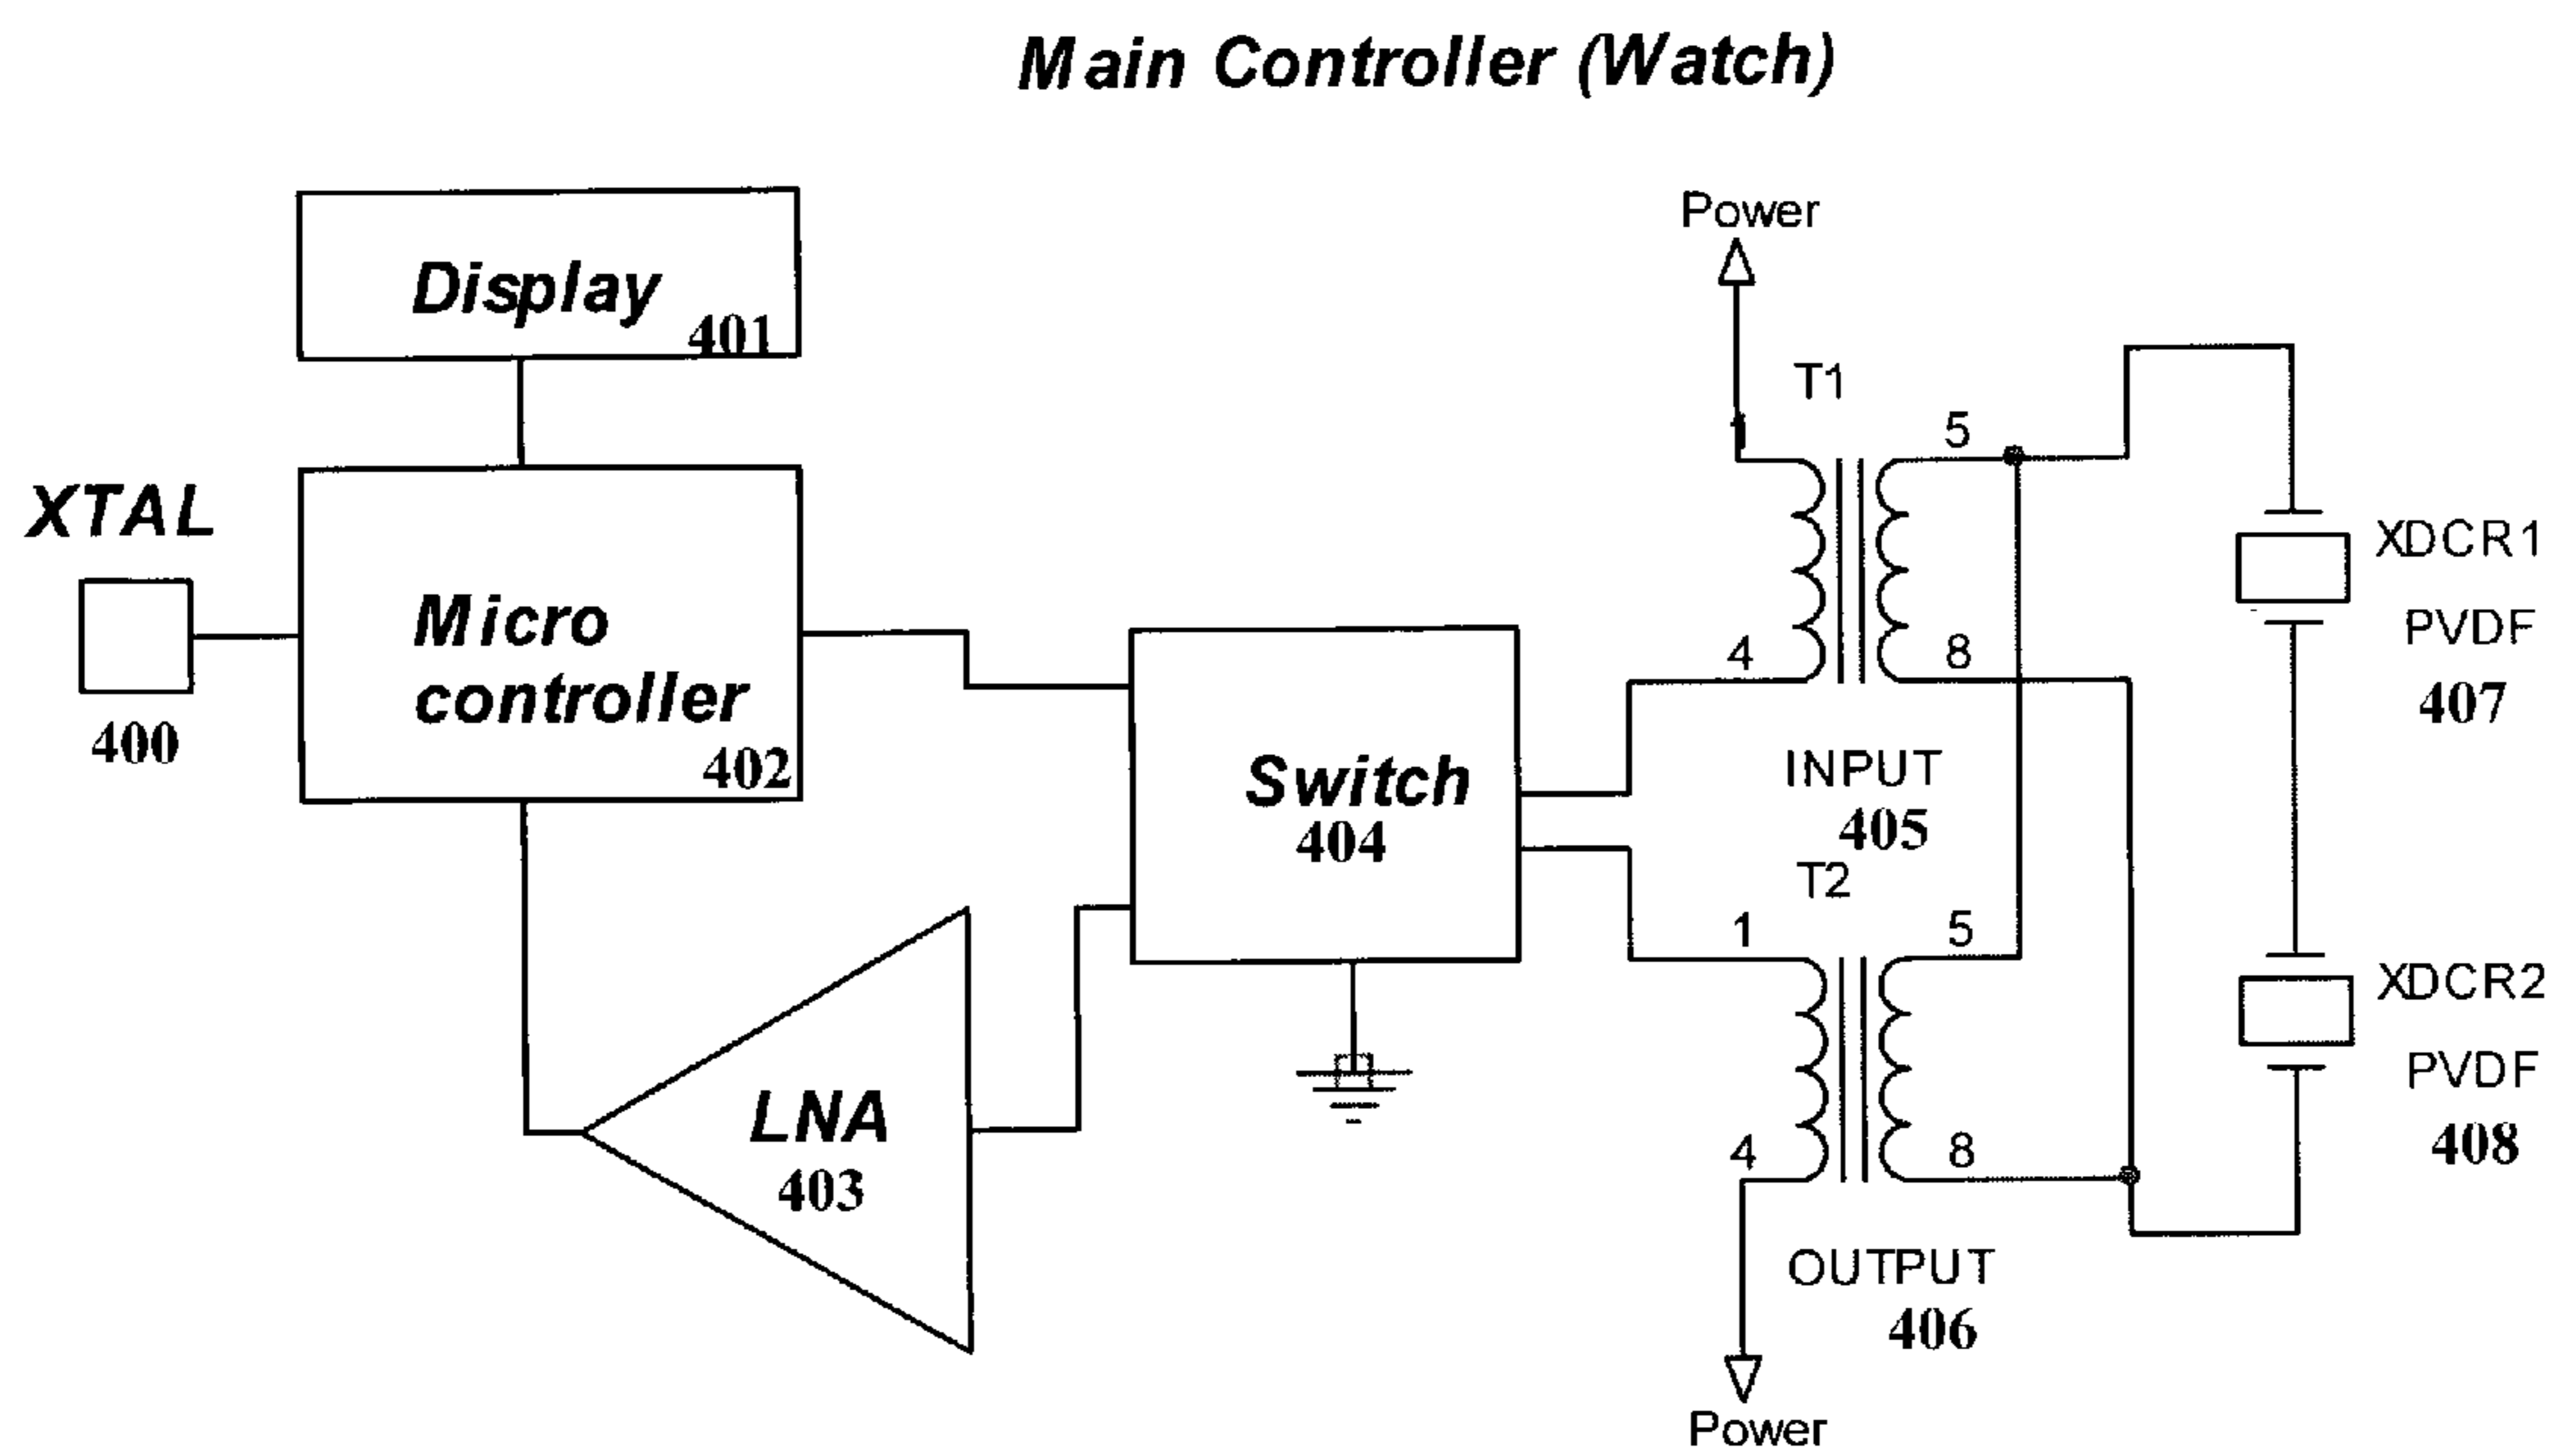 Main Controller (Watch)
Display
401
XTAL
400
Micro
controller
402
LNA
403
Switch
404
Power
T1
1
4
5
8
INPUT
405
T2
1
4
5
8
OUTPUT
406
Power
XDCR1
PVDF
407
XDCR2
PVDF
408